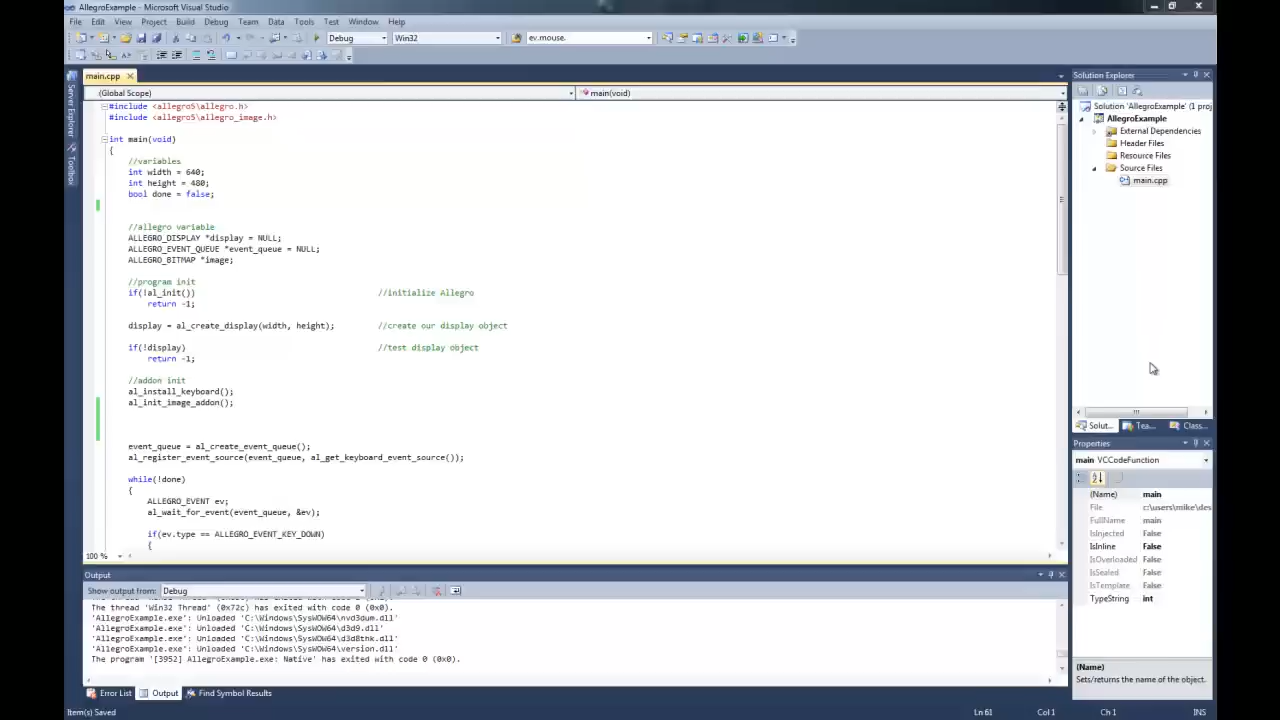 AllegroExample - Microsoft Visual Studio
File Edit View Project Build Debug Team Data Tools Test Window Help
Debug Win32 ev.mouse.
main.cpp Solution Explorer
(Global Scope) main(void)
#include <allegro5\allegro.h>
#include <allegro5\allegro_image.h>
int main(void)
{
//variables
int width = 640;
int height = 480;
bool done = false;
//allegro variable
ALLEGRO_DISPLAY *display = NULL;
ALLEGRO_EVENT_QUEUE *event_queue = NULL;
ALLEGRO_BITMAP *image;
//program init
if(!al_init()) //initialize Allegro
return -1;
display = al_create_display(width, height); //create our display object
if(!display) //test display object
return -1;
//addon init
al_install_keyboard();
al_init_image_addon();
event_queue = al_create_event_queue();
al_register_event_source(event_queue, al_get_keyboard_event_source());
while(!done)
{
ALLEGRO_EVENT ev;
al_wait_for_event(event_queue, &ev);
if(ev.type == ALLEGRO_EVENT_KEY_DOWN)
{
100 %
Server Explorer
Toolbox
Solution 'AllegroExample' (1 proj
AllegroExample
External Dependencies
Header Files
Resource Files
Source Files
main.cpp
Solut... Tea... Class...
Properties
main VCCodeFunction
(Name) main
File c:\users\mike\des
FullName main
IsInjected False
IsInline False
IsOverloaded False
IsSealed False
IsTemplate False
TypeString int
(Name)
Sets/returns the name of the object.
Output
Show output from: Debug
The thread 'Win32 Thread' (0x72c) has exited with code 0 (0x0).
'AllegroExample.exe': Unloaded 'C:\Windows\SysWOW64\nvd3dum.dll'
'AllegroExample.exe': Unloaded 'C:\Windows\SysWOW64\d3d9.dll'
'AllegroExample.exe': Unloaded 'C:\Windows\SysWOW64\d3d8thk.dll'
'AllegroExample.exe': Unloaded 'C:\Windows\SysWOW64\version.dll'
The program '[3952] AllegroExample.exe: Native' has exited with code 0 (0x0).
Error List Output Find Symbol Results
Item(s) Saved Ln 61 Col 1 Ch 1 INS